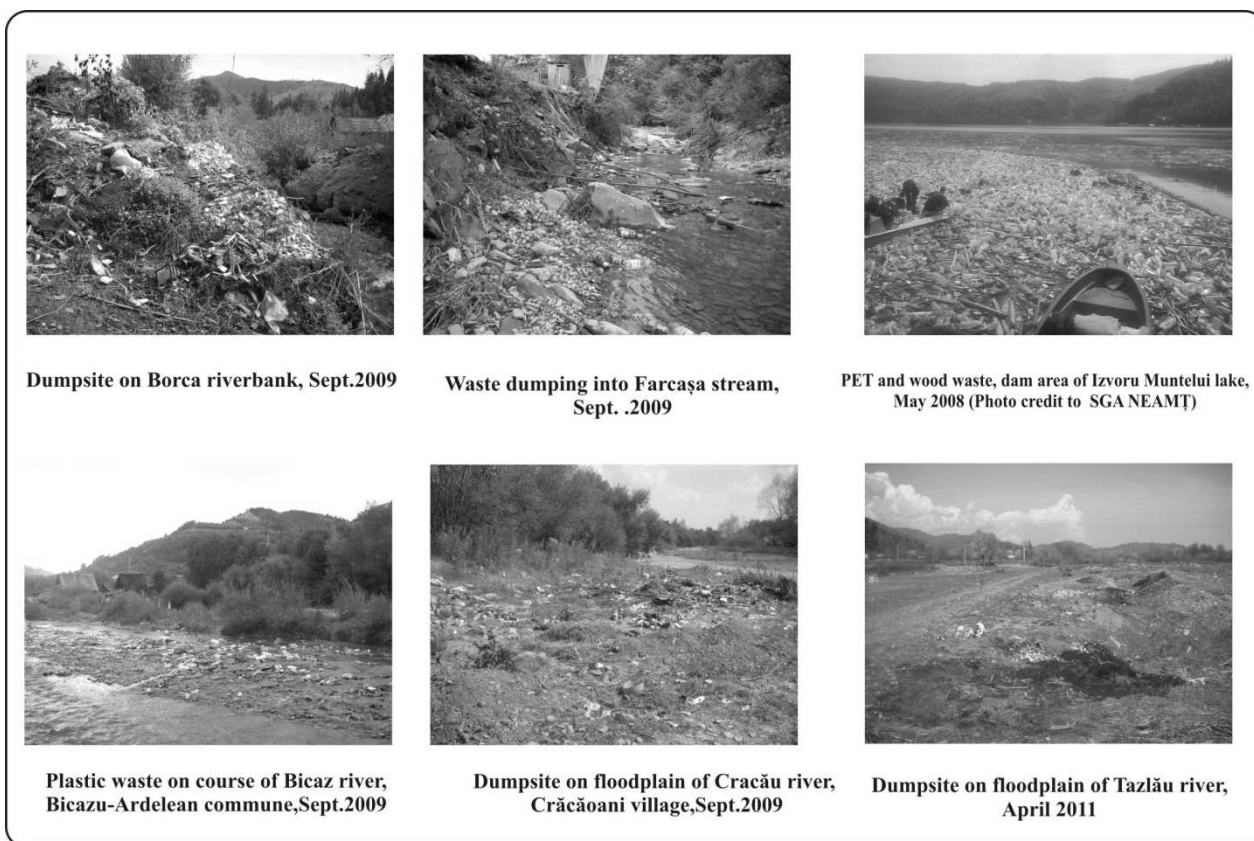 Dumpsite on Borca riverbank, Sept.2009
Waste dumping into Farcașa stream,
Sept. .2009
PET and wood waste, dam area of Izvoru Muntelui lake,
May 2008 (Photo credit to SGA NEAMȚ)
Plastic waste on course of Bicaz river,
Bicazu-Ardelean commune,Sept.2009
Dumpsite on floodplain of Cracău river,
Crăcăoani village,Sept.2009
Dumpsite on floodplain of Tazlău river,
April 2011